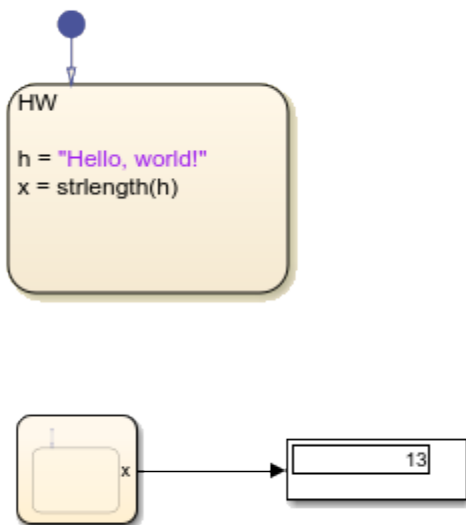 HW
h = "Hello, world!"
x = strlength(h)
x
13